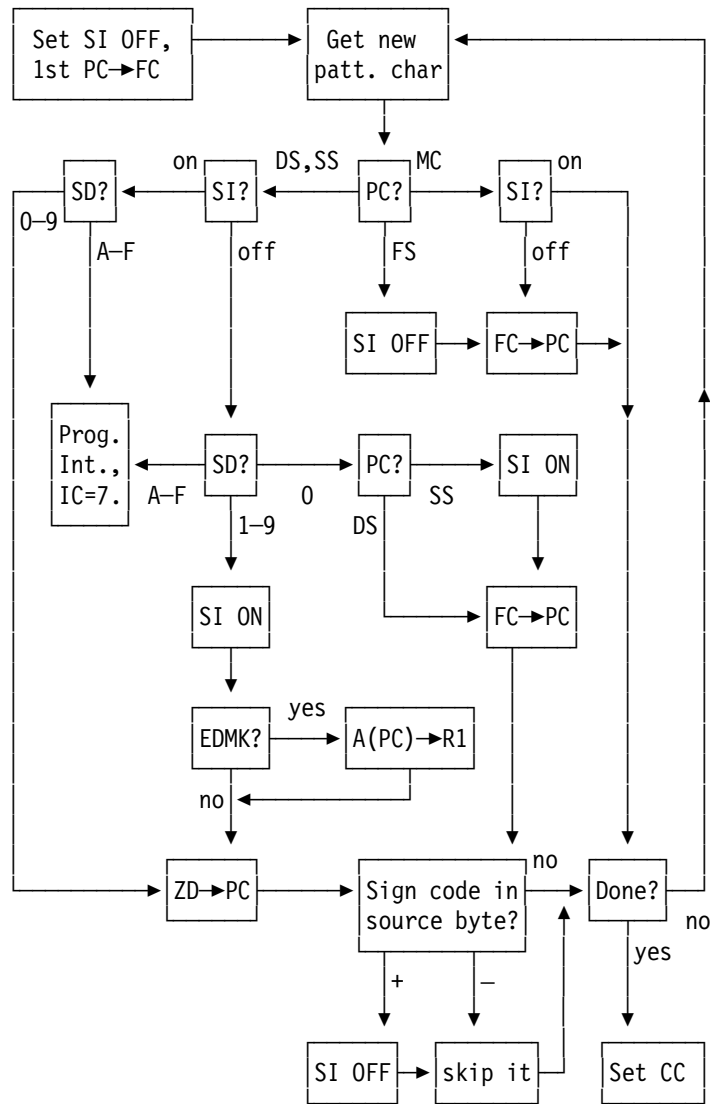 Set SI OFF,
1st PC→FC
Get new
patt. char
on
DS,SS
MC
on
SD?
SI?
PC?
SI?
0—9
A—F
off
FS
off
SI OFF
FC→PC
Prog.
Int.,
IC=7.
A—F
SD?
0
PC?
SS
SI ON
1—9
DS
SI ON
FC→PC
yes
EDMK?
A(PC)→R1
no
ZD→PC
Sign code in
source byte?
no
Done?
no
yes
+
—
SI OFF
skip it
Set CC